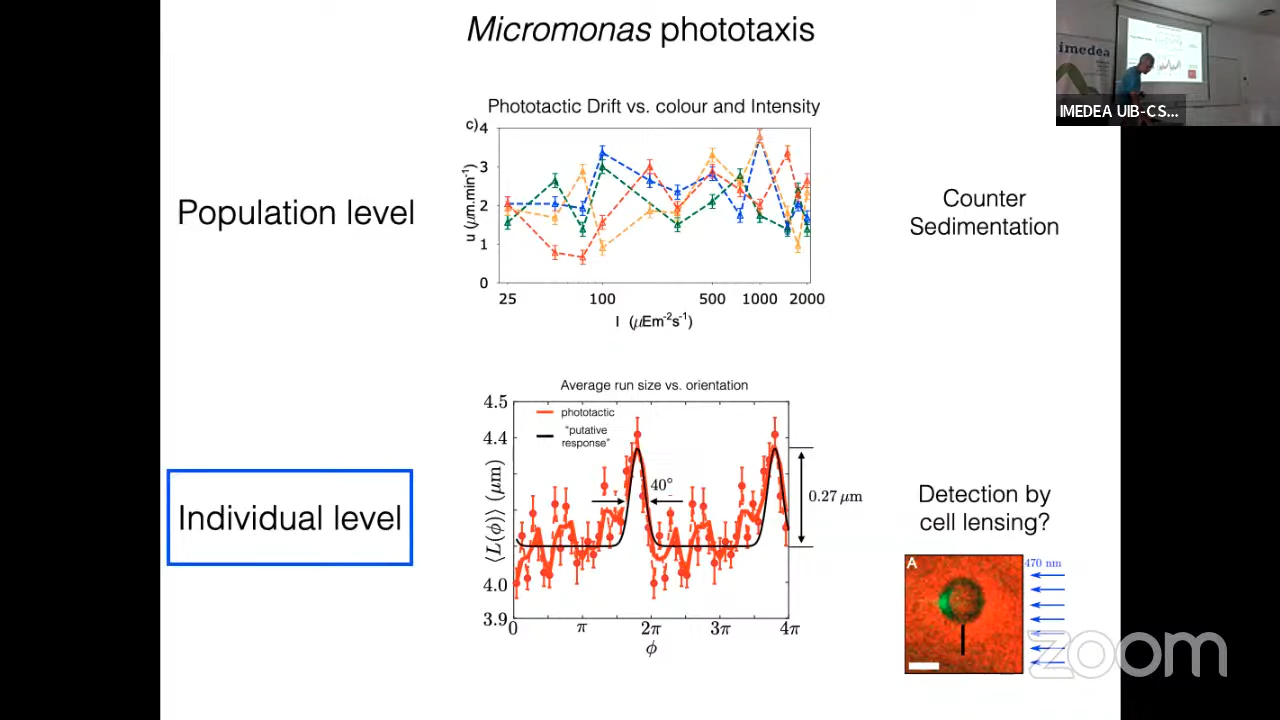 Micromonas phototaxis
imedea
IMEDEA UIB-CS...
Phototactic Drift vs. colour and Intensity
c)
4
3
2
1
0
u (μm.min⁻¹)
25
100
500
1000
2000
I (μEm⁻²s⁻¹)
Population level
Counter
Sedimentation
Average run size vs. orientation
4.5
4.4
4.0
3.9
⟨L(ϕ)⟩ (μm)
phototactic
"putative
response"
40°
0.27 μm
0
π
2π
3π
4π
ϕ
Individual level
Detection by
cell lensing?
A
470 nm
zoom